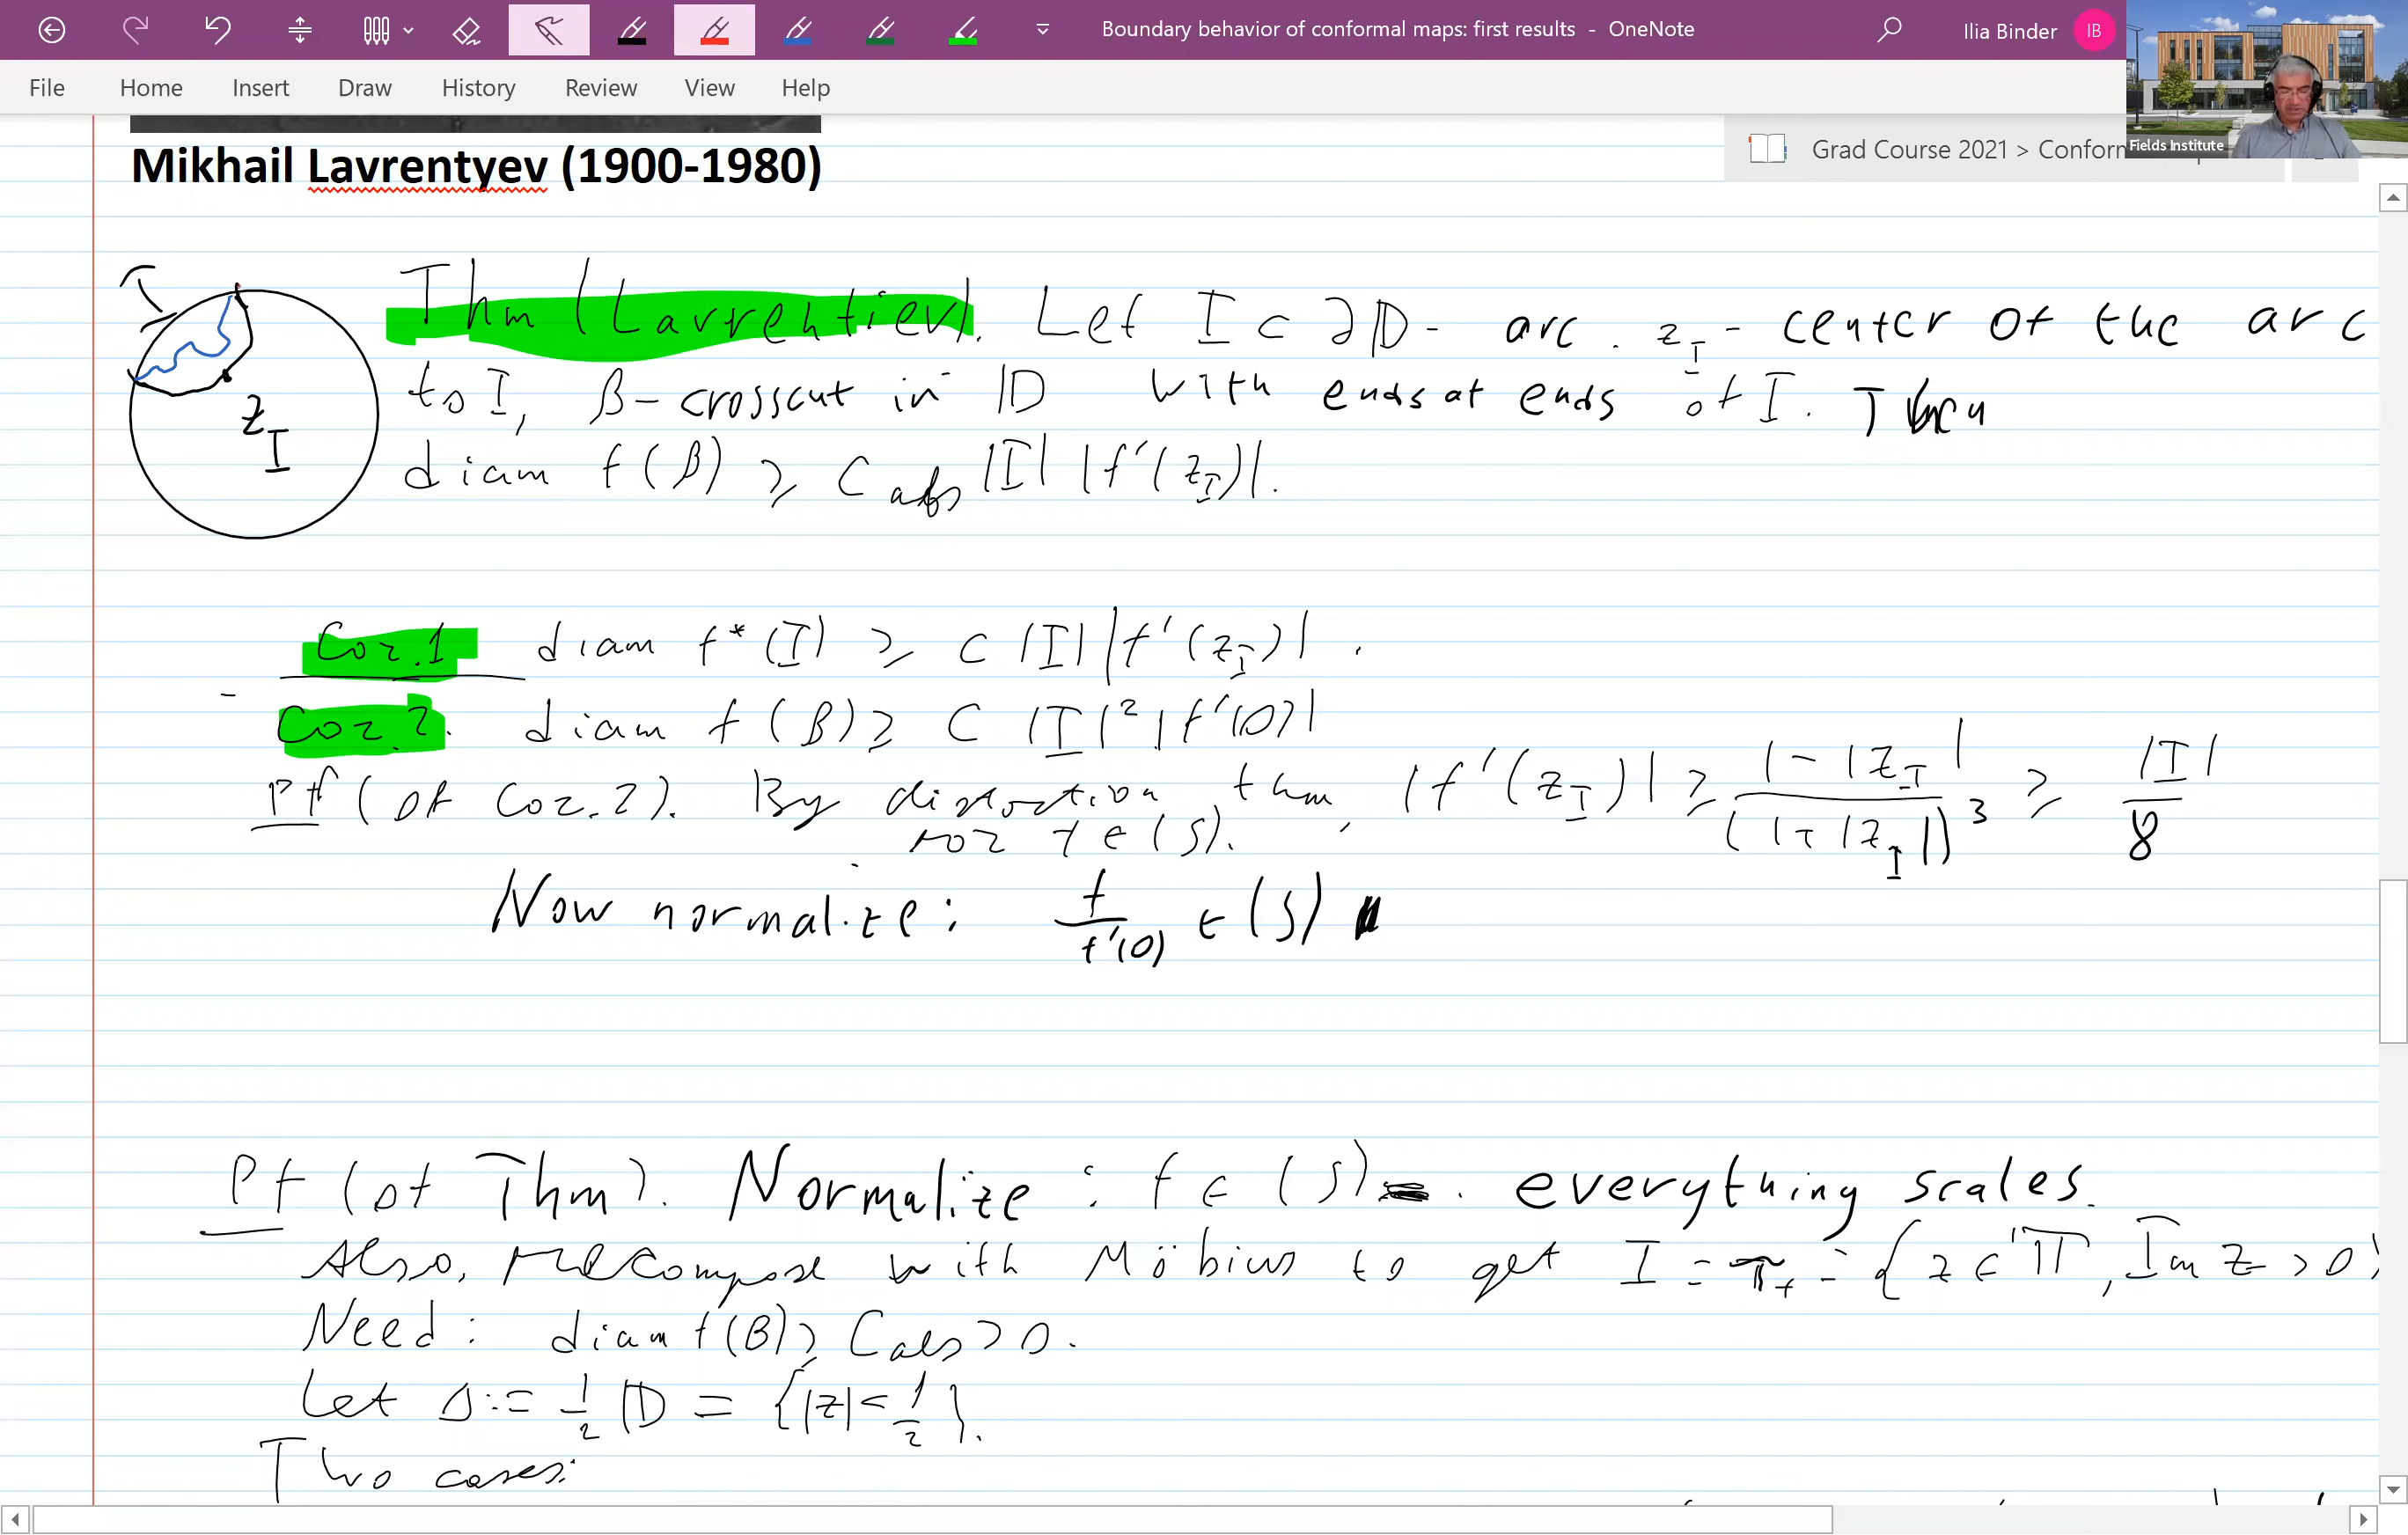 Boundary behavior of conformal maps: first results - OneNote
Ilia Binder
IB
File Home Insert Draw History Review View Help
Fields Institute
Grad Course 2021 > Conform
Mikhail Lavrentyev (1900-1980)
I
z_I
Thm (Lavrentiev). Let I ⊂ ∂D - arc. z_I - center of the arc
to I, β - crosscut in D with ends at ends of I. Then
diam f(β) ≥ C_abs |I| |f'(z_I)|.
Cor.1 diam f*(I) ≥ C |I| |f'(z_I)|.
Cor.2. diam f(β) ≥ C |I|² |f'(0)|
Pf (of Cor.2). By distortion thm, |f'(z_I)| ≥ (1-|z_I|)/(1+|z_I|)³ ≥ |I|/8
for f ∈ (S).
Now normalize: f/f'(0) ∈ (S)
Pf (of Thm). Normalize: f ∈ (S). everything scales.
Also, precompose with Möbius to get I = π₊ = {z ∈ T, Im z > 0}
Need: diam f(β) ≥ C_abs > 0.
Let Δ := 1/2 D = {|z| < 1/2}.
Two cases: